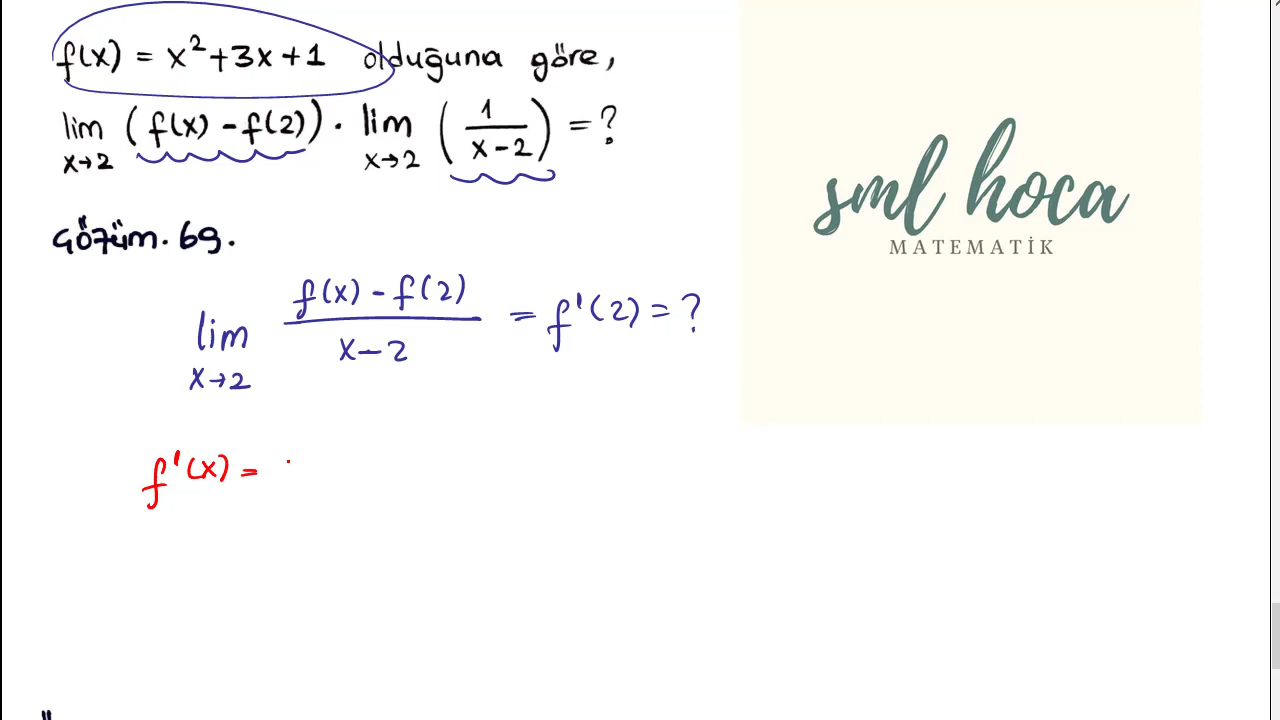 f(x) = x²+3x+1 olduğuna göre,
lim x→2 (f(x) - f(2)) · lim x→2 (1/(x-2)) = ?
Çözüm.69.
lim x→2 (f(x) - f(2))/(x-2) = f'(2) = ?
f'(x) =
sml hoca
MATEMATİK